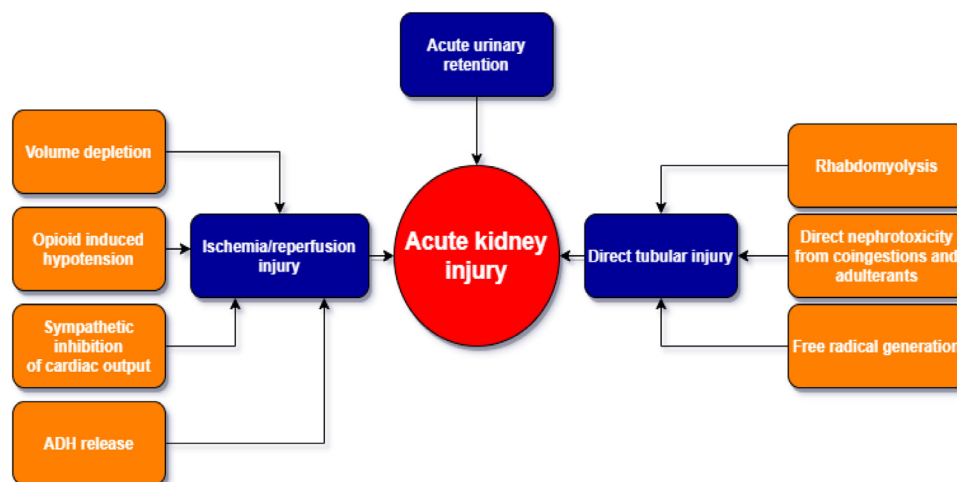 Acute urinary
retention
Volume depletion
Rhabdomyolysis
Opioid induced
hypotension
Ischemia/reperfusion
injury
Acute kidney
injury
Direct tubular injury
Direct nephrotoxicity
from coingestions and
adulterants
Sympathetic
inhibition
of cardiac output
Free radical generation
ADH release